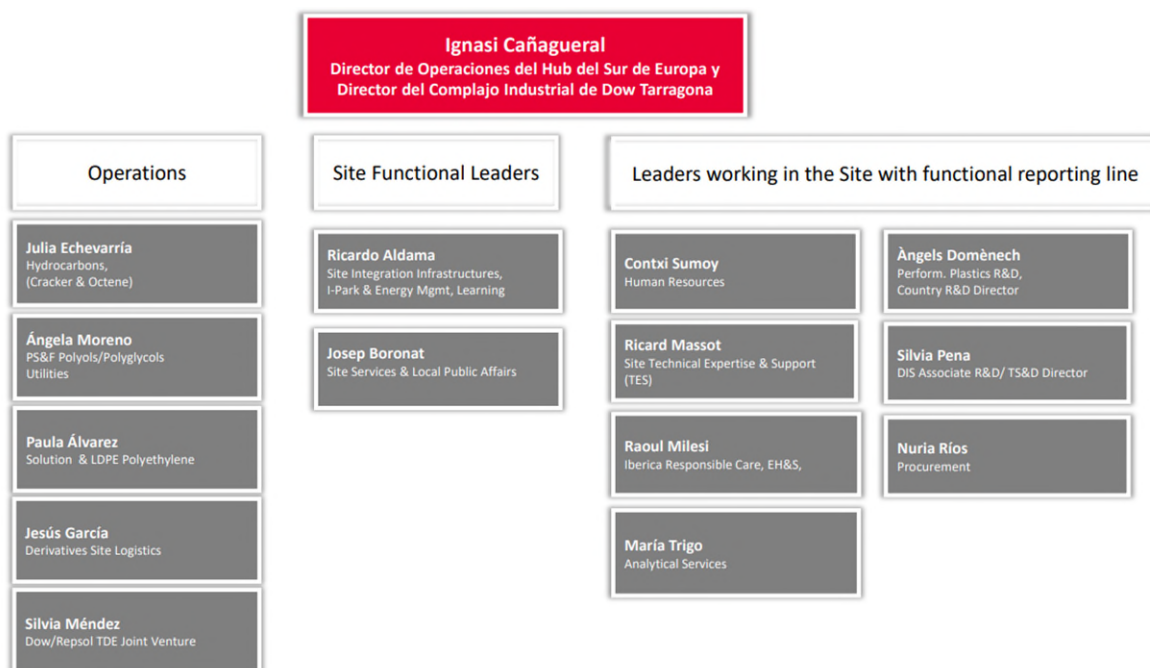 Ignasi Cañagueral
Director de Operaciones del Hub del Sur de Europa y
Director del Complajo Industrial de Dow Tarragona
Operations
Julia Echevarría
Hydrocarbons,
(Cracker & Octene)
Ángela Moreno
PS&F Polyols/Polyglycols
Utilities
Paula Álvarez
Solution & LDPE Polyethylene
Jesús García
Derivatives Site Logistics
Silvia Méndez
Dow/Repsol TDE Joint Venture
Site Functional Leaders
Ricardo Aldama
Site Integration Infrastructures,
I-Park & Energy Mgmt, Learning
Josep Boronat
Site Services & Local Public Affairs
Leaders working in the Site with functional reporting line
Contxi Sumoy
Human Resources
Ricard Massot
Site Technical Expertise & Support
(TES)
Raoul Milesi
Iberica Responsible Care, EH&S,
María Trigo
Analytical Services
Àngels Domènech
Perform. Plastics R&D,
Country R&D Director
Silvia Pena
DIS Associate R&D/ TS&D Director
Nuria Ríos
Procurement